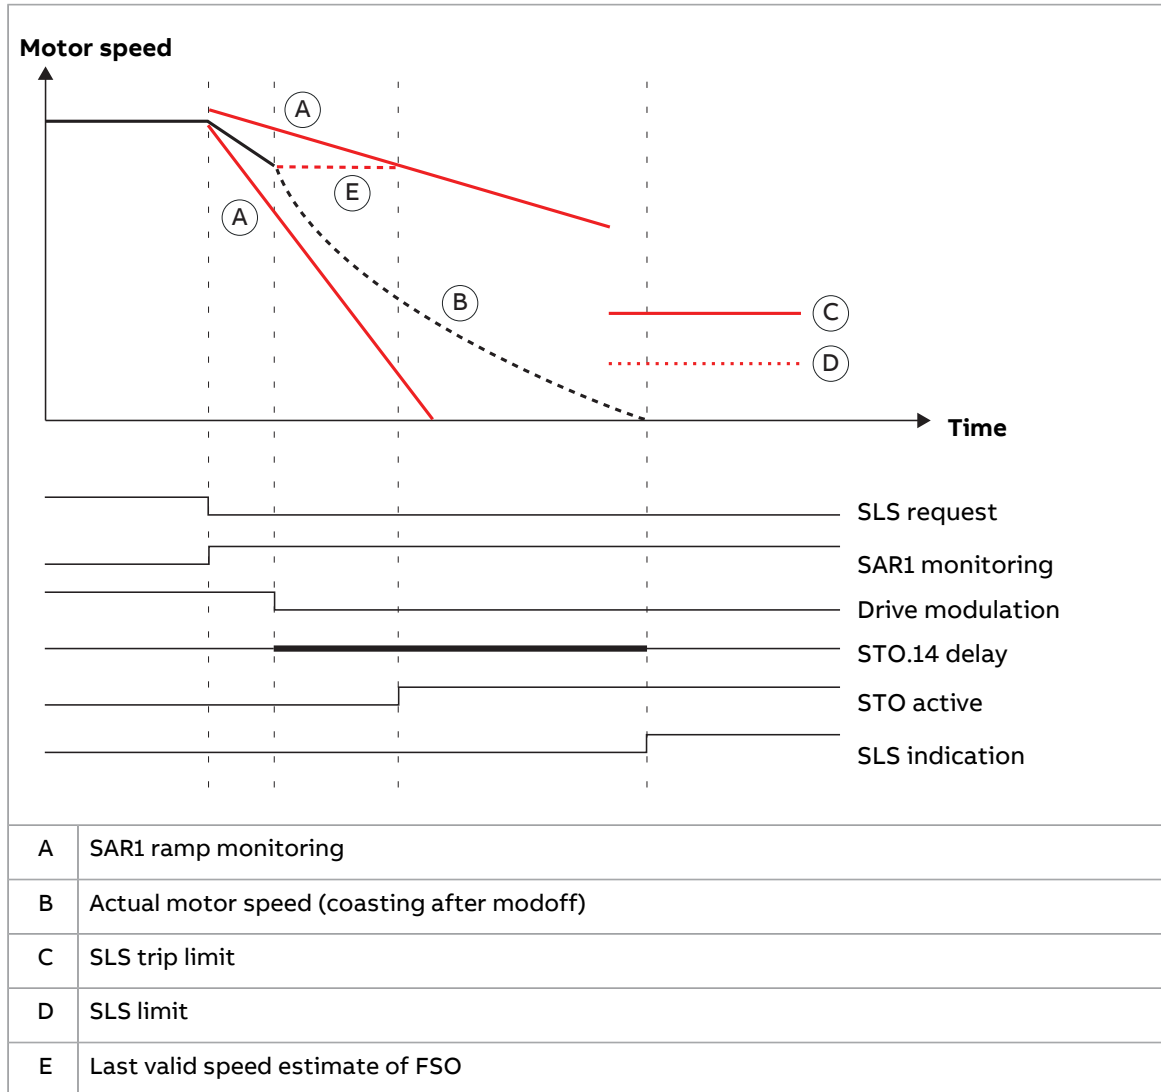 Motor speed
A
E
A
B
C
D
Time
SLS request
SAR1 monitoring
Drive modulation
STO.14 delay
STO active
SLS indication
A SAR1 ramp monitoring
B Actual motor speed (coasting after modoff)
C SLS trip limit
D SLS limit
E Last valid speed estimate of FSO